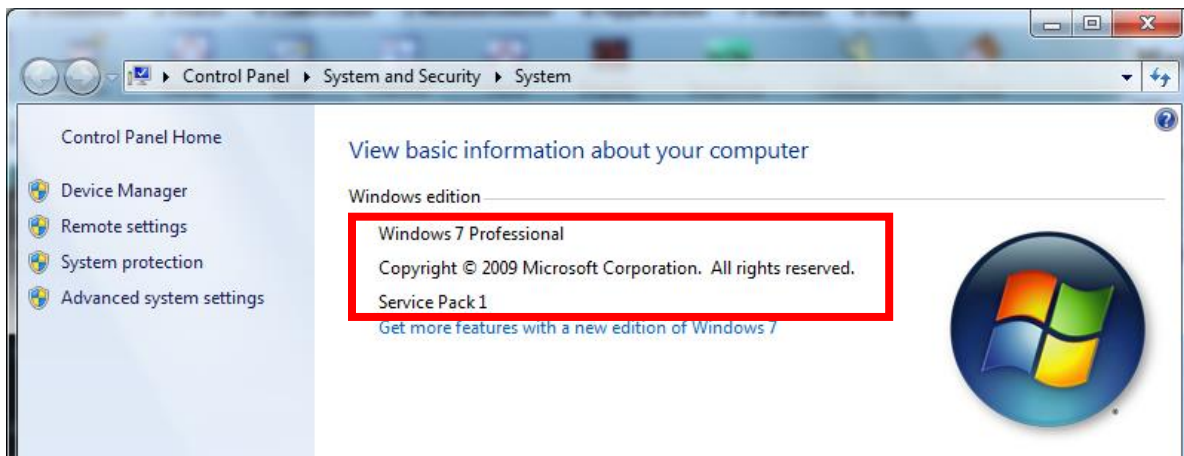 Control Panel ▸ System and Security ▸ System
Control Panel Home
Device Manager
Remote settings
System protection
Advanced system settings
View basic information about your computer
Windows edition
Windows 7 Professional
Copyright © 2009 Microsoft Corporation. All rights reserved.
Service Pack 1
Get more features with a new edition of Windows 7